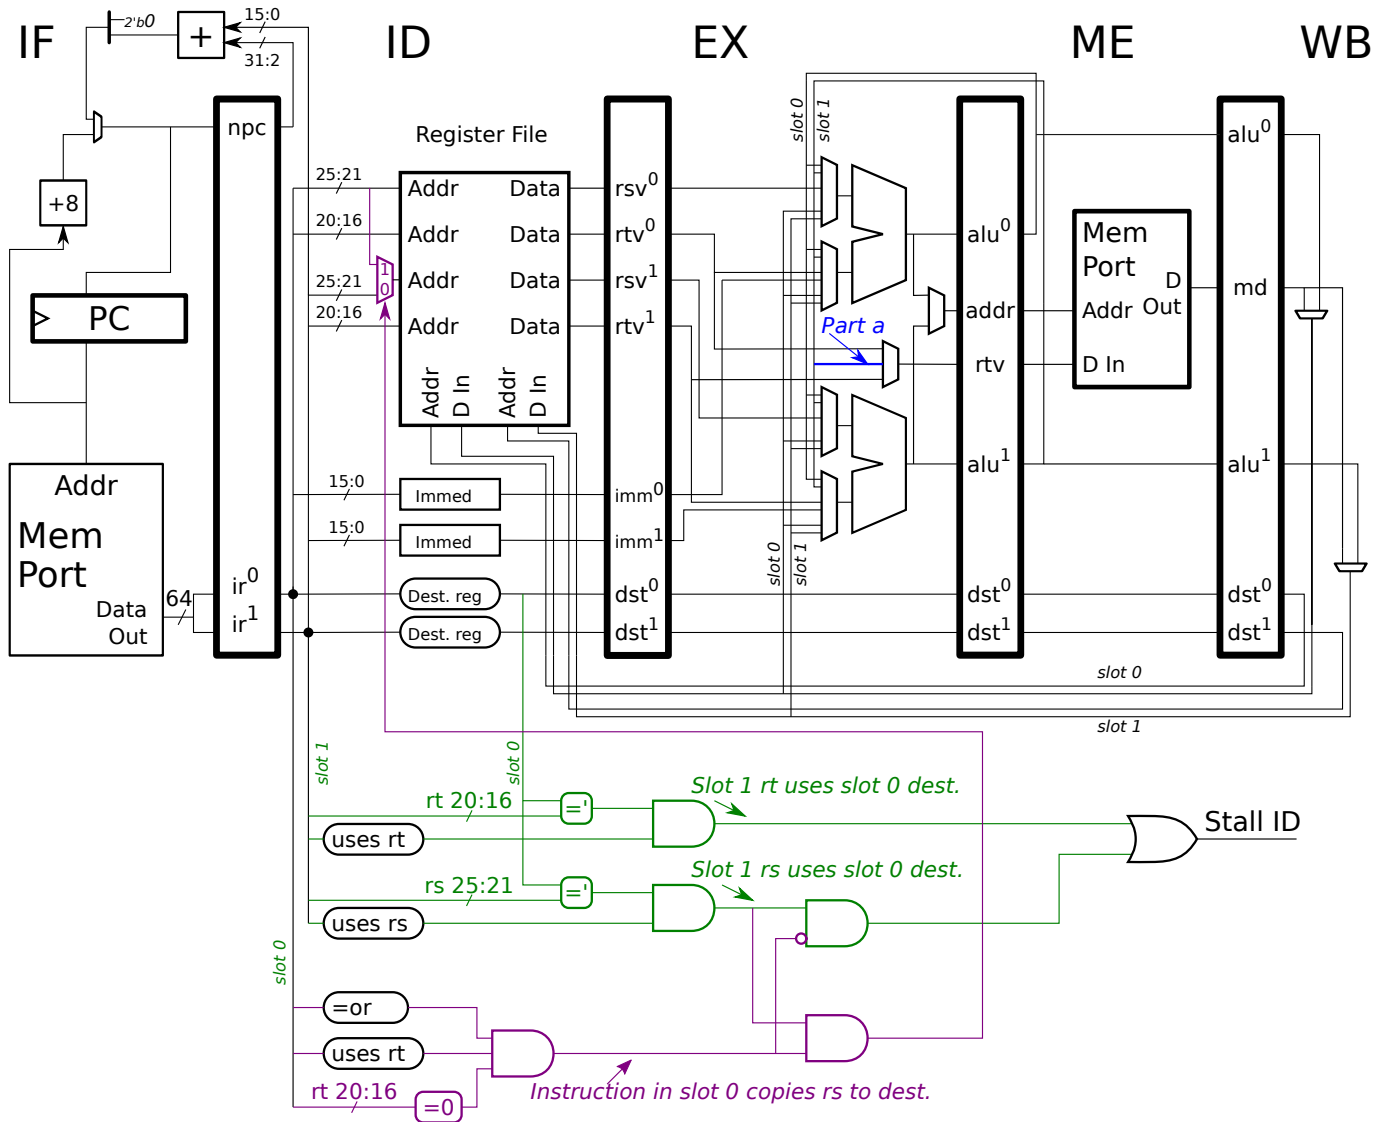 IF
ID
EX
ME
WB
2'b0
+
15:0
31:2
npc
Register File
slot 0
slot 1
alu0
+8
25:21
20:16
25:21
20:16
1
0
Addr Data
Addr Data
Addr Data
Addr Data
Addr
D In
Addr
D In
rsv0
rtv0
rsv1
rtv1
alu0
addr
rtv
alu1
Mem
Port
D
Out
Addr
D In
md
alu1
PC
Part a
Addr
Mem
Port
Data
Out
64
ir0
ir1
15:0
Immed
imm0
15:0
Immed
imm1
slot 0
slot 1
Dest. reg
dst0
dst0
dst0
Dest. reg
dst1
dst1
dst1
slot 0
slot 1
slot 1
slot 0
rt 20:16
='
uses rt
Slot 1 rt uses slot 0 dest.
Stall ID
rs 25:21
='
uses rs
Slot 1 rs uses slot 0 dest.
slot 0
=or
uses rt
rt 20:16
=0
Instruction in slot 0 copies rs to dest.